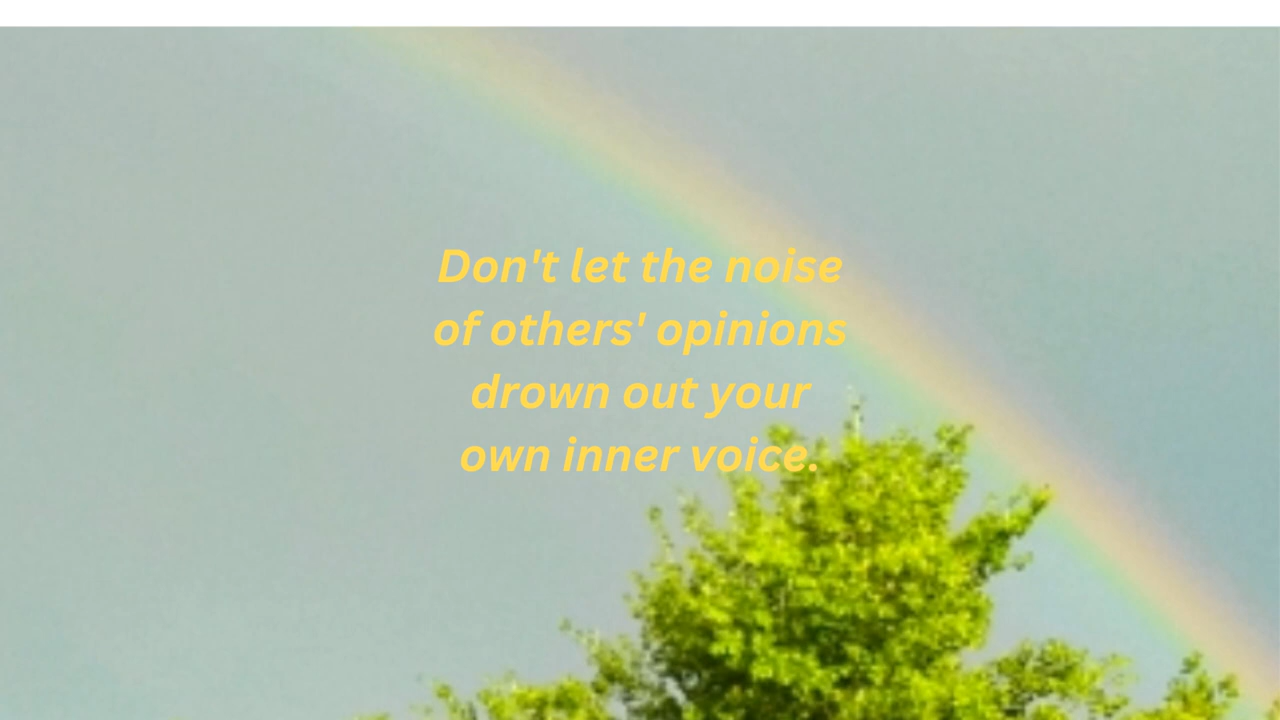 Don't let the noise
of others' opinions
drown out your
own inner voice.